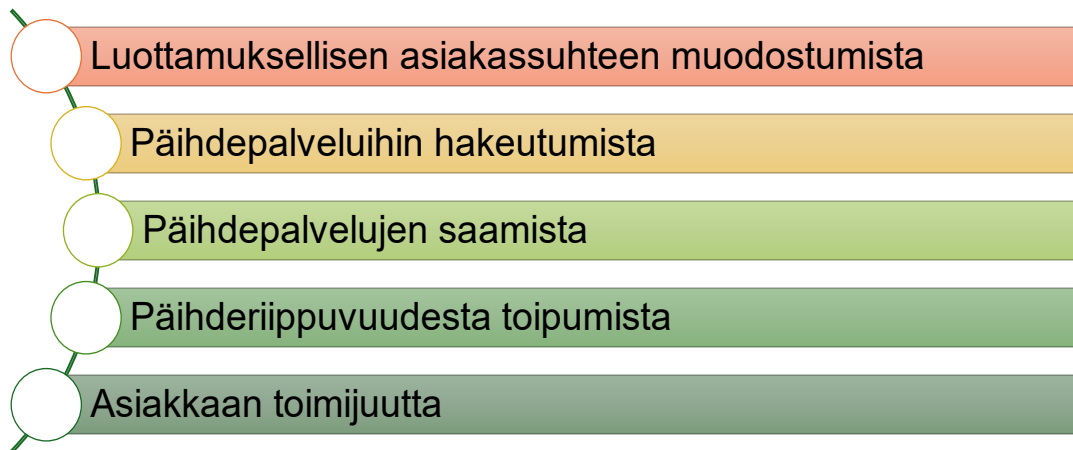 Luottamuksellisen asiakassuhteen muodostumista
Päihdepalveluihin hakeutumista
Päihdepalvelujen saamista
Päihderiippuvuudesta toipumista
Asiakkaan toimijuutta